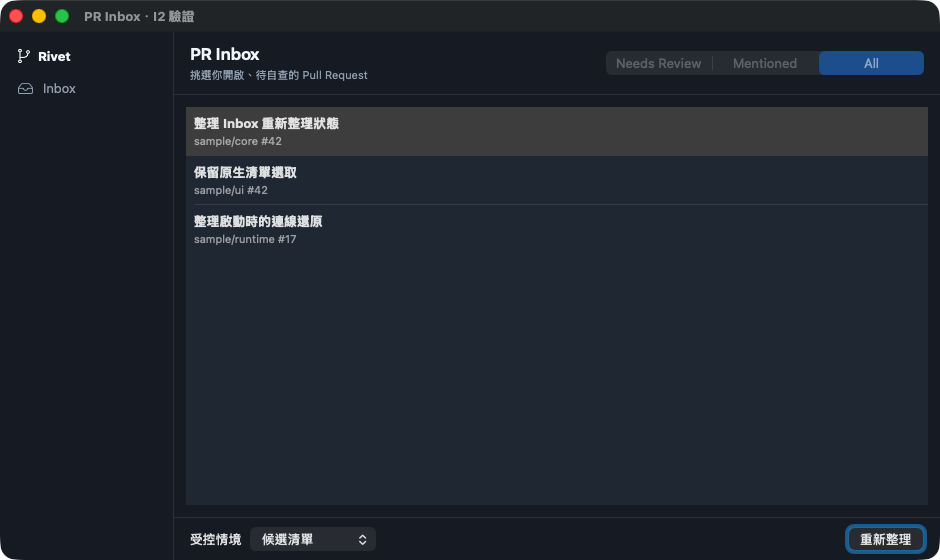 PR Inbox · I2 驗證
Rivet
Inbox
PR Inbox
挑選你開啟、待自查的 Pull Request
Needs Review
Mentioned
All
整理 Inbox 重新整理狀態
sample/core #42
保留原生清單選取
sample/ui #42
整理啟動時的連線還原
sample/runtime #17
受控情境
候選清單
重新整理